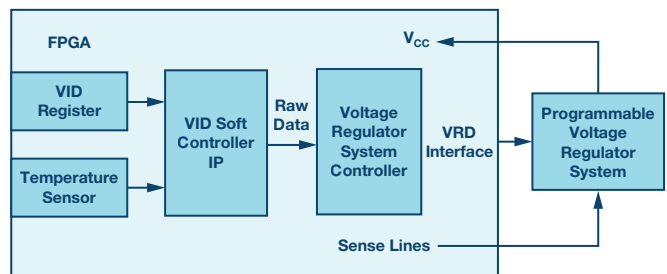 FPGA
VCC
VID
Register
Temperature
Sensor
VID Soft
Controller
IP
Raw
Data
Voltage
Regulator
System
Controller
VRD
Interface
Programmable
Voltage
Regulator
System
Sense Lines